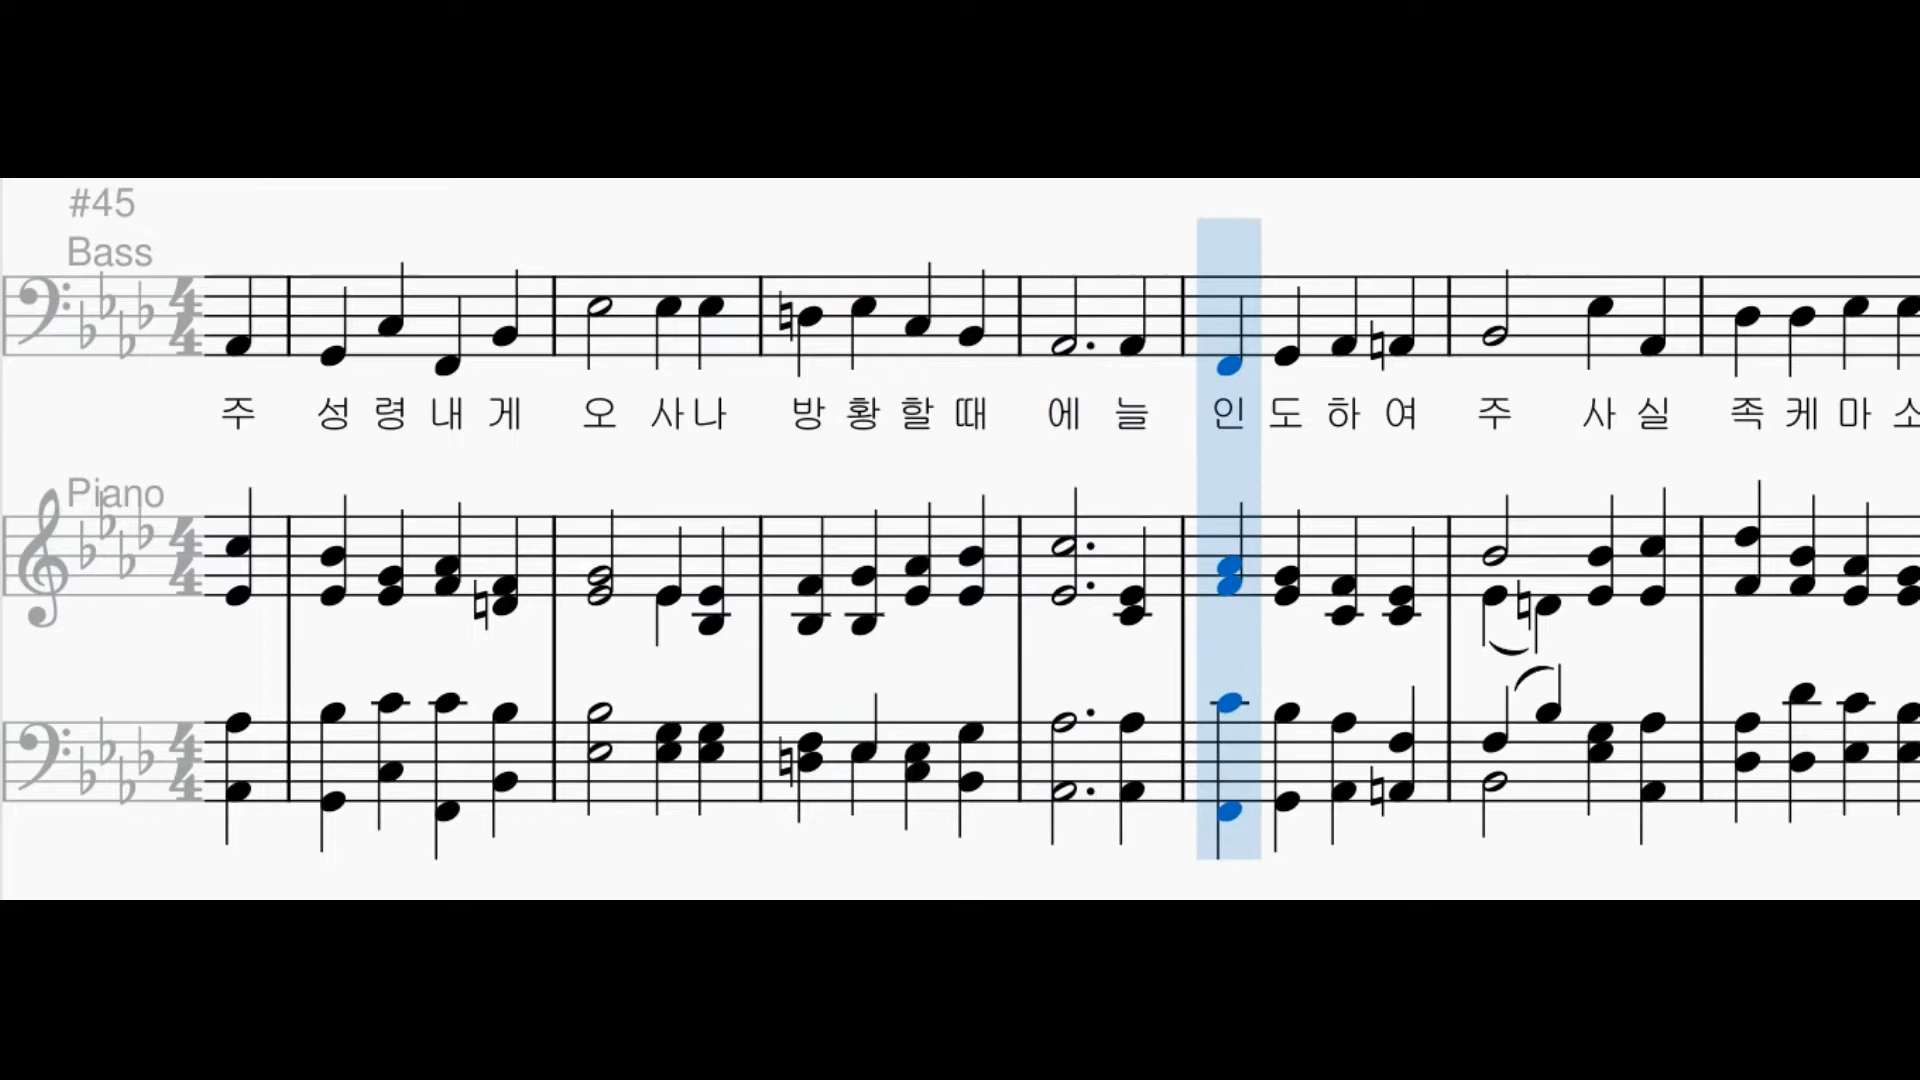 #45
Bass
주 성 령 내 게 오 사 나 방 황 할 때 에 늘 인 도 하 여 주 사 실 족 케 마 소
Piano